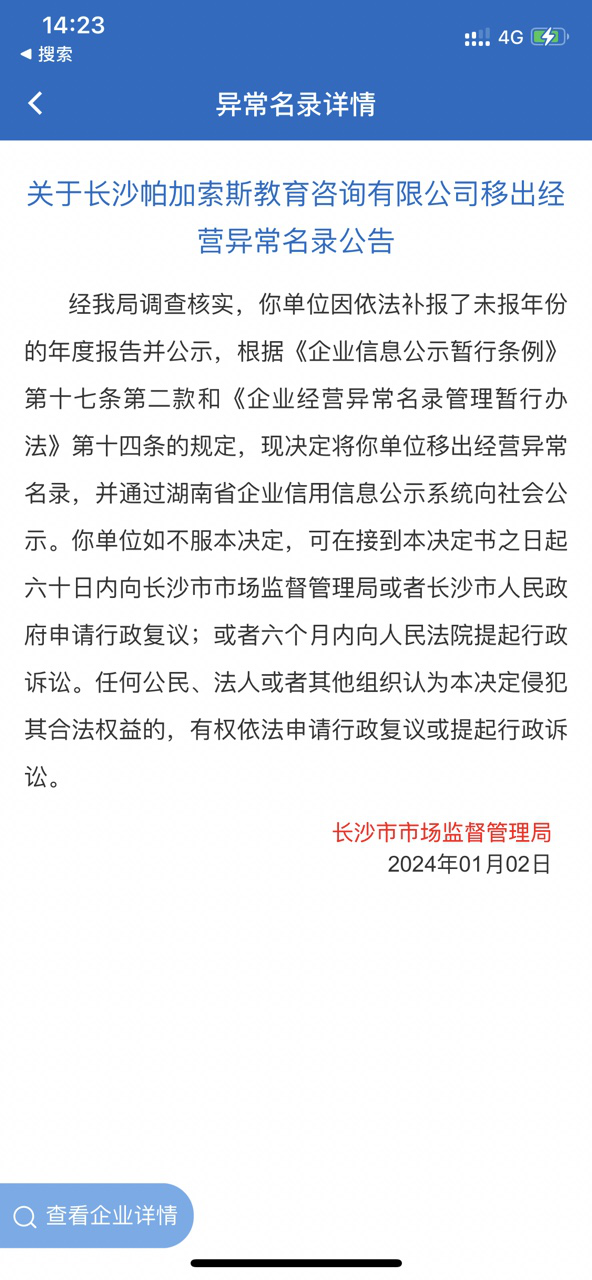 14:23
4G
◀ 搜索
异常名录详情
关于长沙帕加索斯教育咨询有限公司移出经
营异常名录公告
经我局调查核实，你单位因依法补报了未报年份
的年度报告并公示，根据《企业信息公示暂行条例》
第十七条第二款和《企业经营异常名录管理暂行办
法》第十四条的规定，现决定将你单位移出经营异常
名录，并通过湖南省企业信用信息公示系统向社会公
示。你单位如不服本决定，可在接到本决定书之日起
六十日内向长沙市市场监督管理局或者长沙市人民政
府申请行政复议；或者六个月内向人民法院提起行政
诉讼。任何公民、法人或者其他组织认为本决定侵犯
其合法权益的，有权依法申请行政复议或提起行政诉
讼。
长沙市市场监督管理局
2024年01月02日
查看企业详情